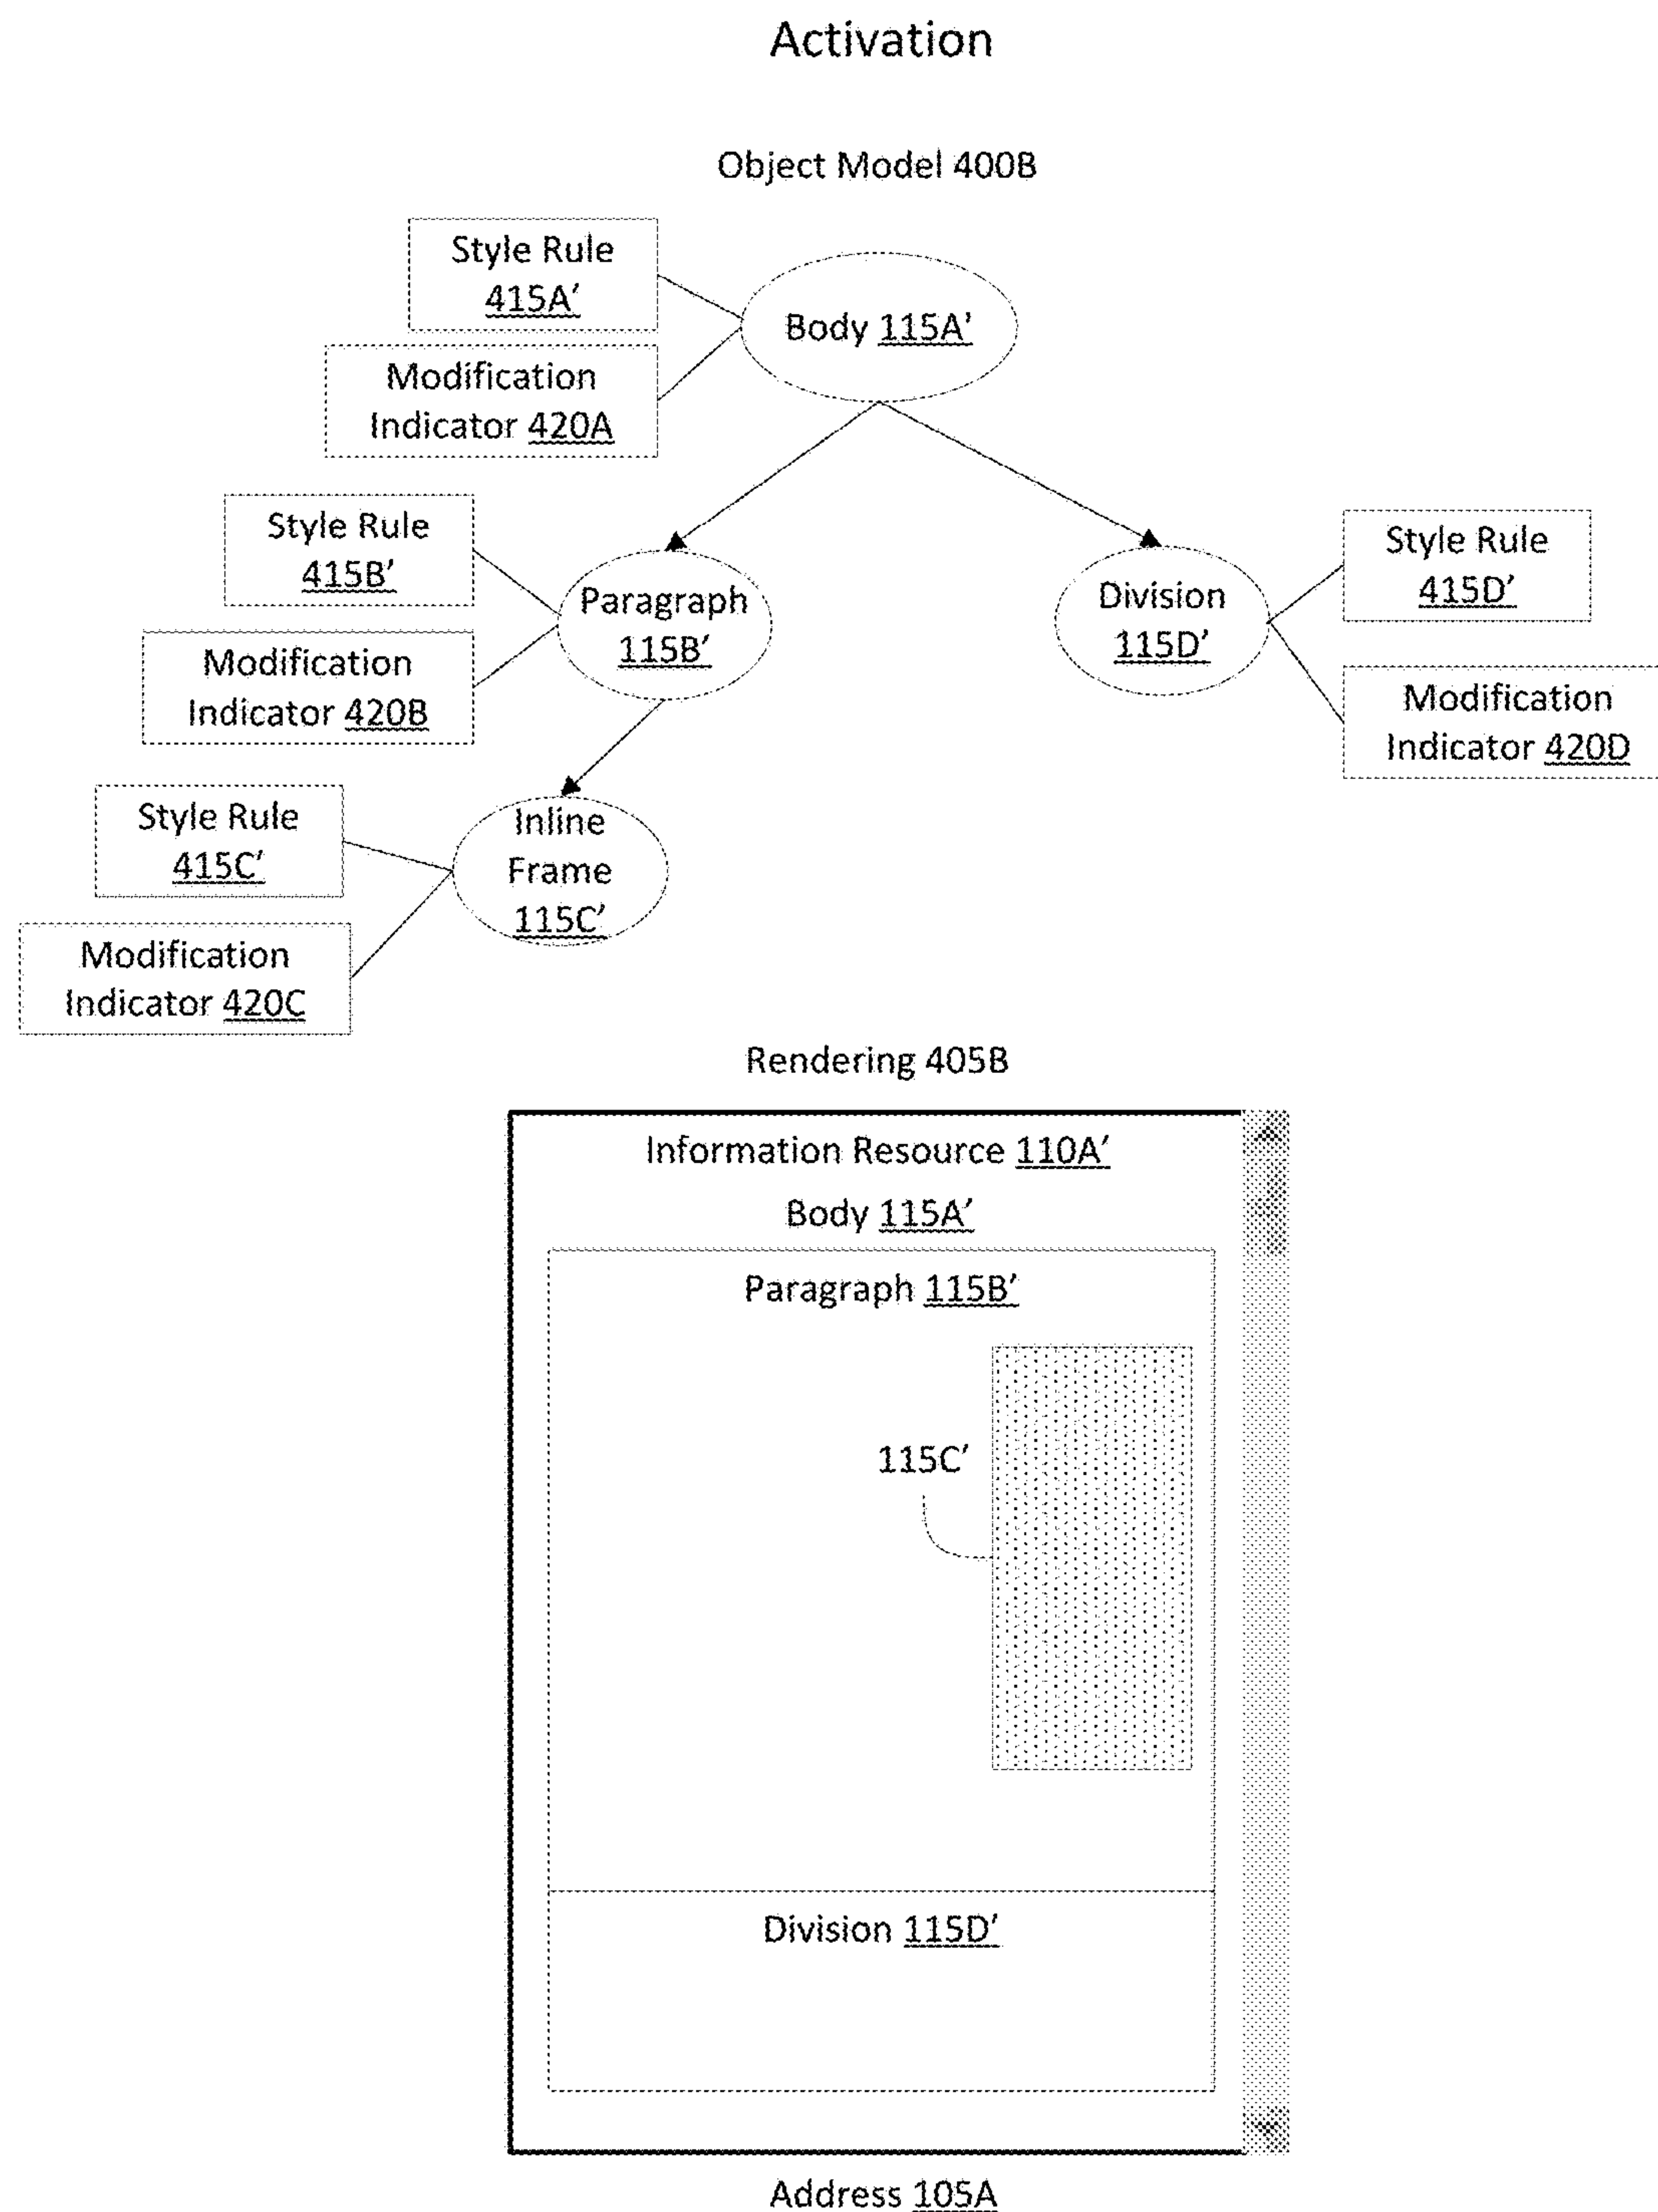 Activation
Object Model 400B
Style Rule
415A’
Body 115A’
Modification
Indicator 420A
Style Rule
415B’
Paragraph
115B’
Modification
Indicator 420B
Division
115D’
Style Rule
415D’
Modification
Indicator 420D
Style Rule
415C’
Inline
Frame
115C’
Modification
Indicator 420C
Rendering 405B
Information Resource 110A’
Body 115A’
Paragraph 115B’
115C’
Division 115D’
Address 105A